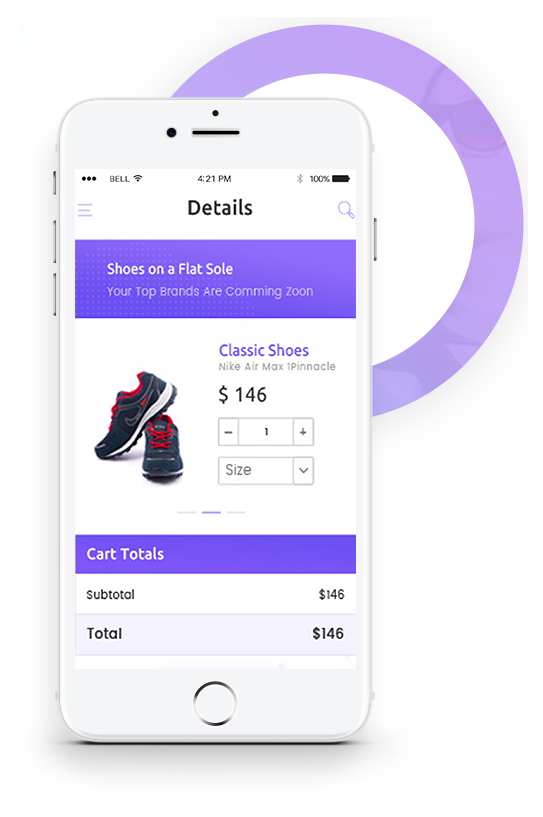 BELL 4:21 PM 100%
Details
Shoes on a Flat Sole
Your Top Brands Are Comming Zoon
Classic Shoes
Nike Air Max 1Pinnacle
$ 146
− 1 +
Size
Cart Totals
Subtotal $146
Total $146